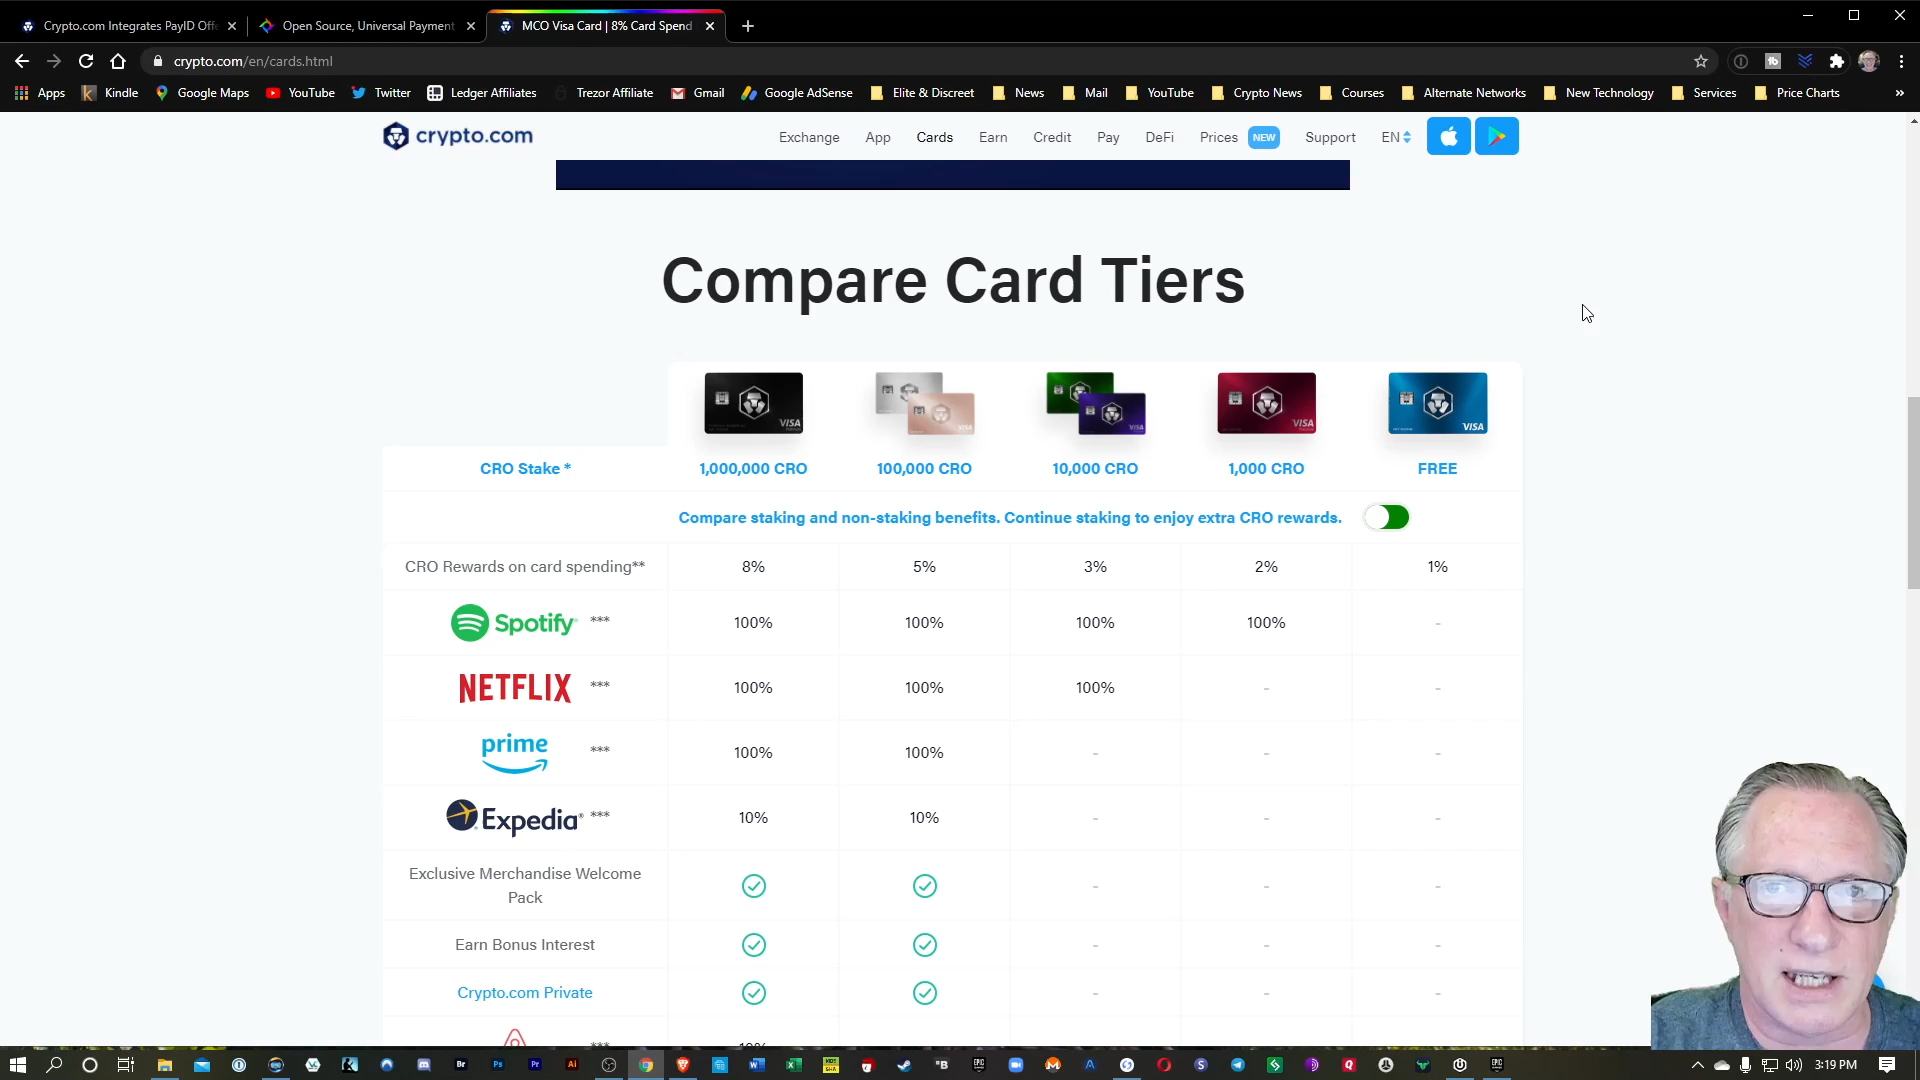 Crypto.com Integrates PayID Offe
Open Source, Universal Payment
MCO Visa Card | 8% Card Spend
crypto.com/en/cards.html
Apps
Kindle
Google Maps
YouTube
Twitter
Ledger Affiliates
Trezor Affiliate
Gmail
Google AdSense
Elite & Discreet
News
Mail
YouTube
Crypto News
Courses
Alternate Networks
New Technology
Services
Price Charts
»
crypto.com
Exchange
App
Cards
Earn
Credit
Pay
DeFi
Prices NEW
Support
EN
Compare Card Tiers
VISA
VISA
VISA
VISA
VISA
CRO Stake * 1,000,000 CRO 100,000 CRO 10,000 CRO 1,000 CRO FREE
Compare staking and non-staking benefits. Continue staking to enjoy extra CRO rewards.
CRO Rewards on card spending** 8% 5% 3% 2% 1%
Spotify *** 100% 100% 100% 100% -
NETFLIX *** 100% 100% 100% - -
prime *** 100% 100% - - -
Expedia *** 10% 10% - - -
Exclusive Merchandise Welcome
Pack - - -
Earn Bonus Interest - - -
Crypto.com Private - - -
3:19 PM